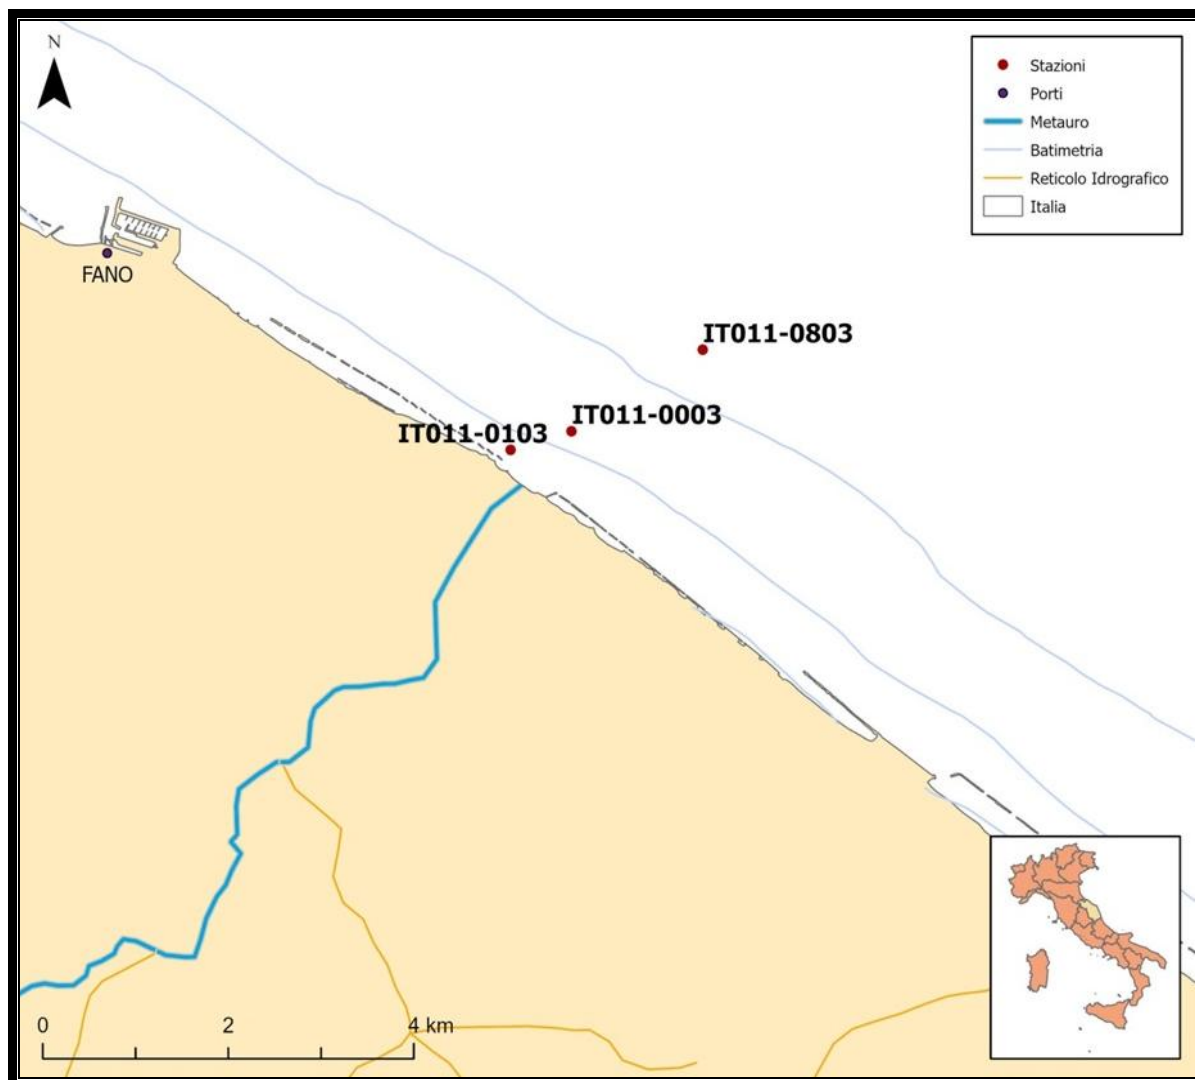 N
Stazioni
Porti
Metauro
Batimetria
Reticolo Idrografico
Italia
FANO
IT011-0803
IT011-0003
IT011-0103
0 2 4 km